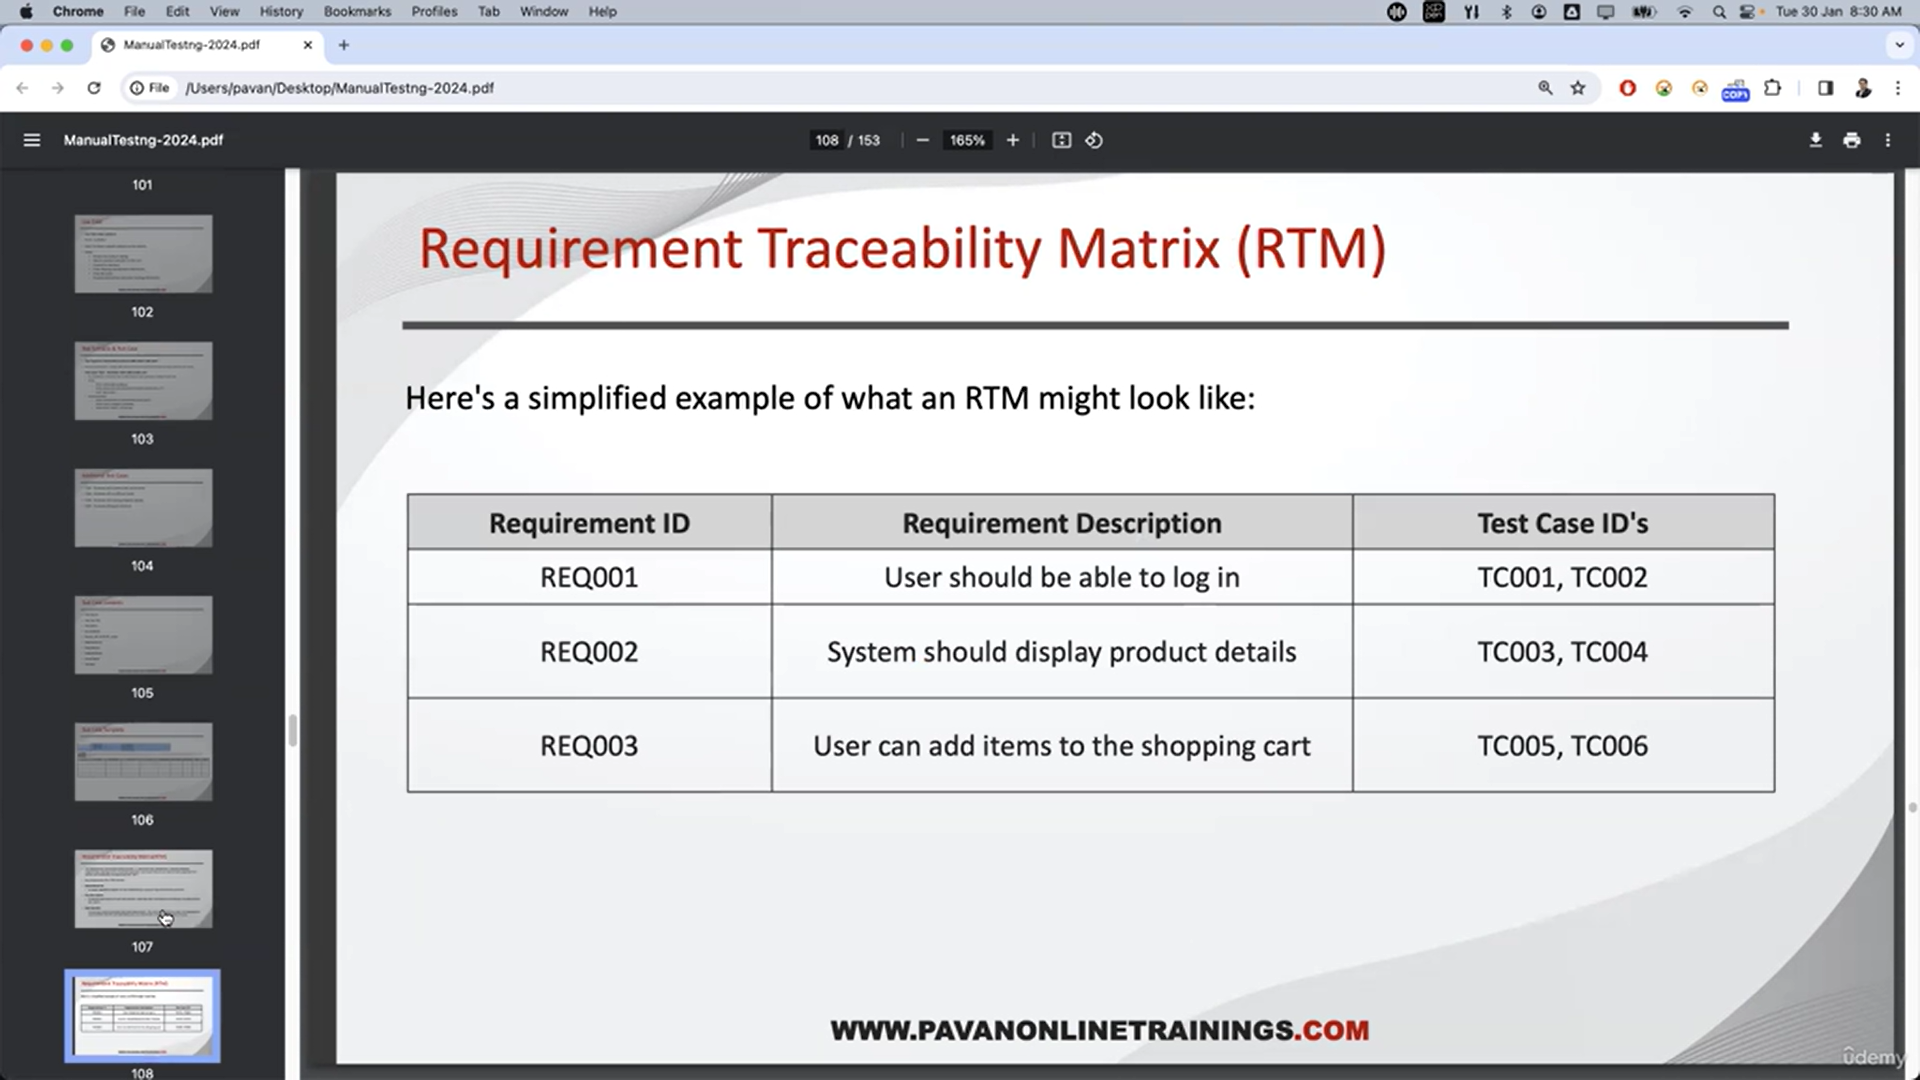 Chrome File Edit View History Bookmarks Profiles Tab Window Help Tue 30 Jan 8:30 AM
ManualTestng-2024.pdf
File /Users/pavan/Desktop/ManualTestng-2024.pdf
COPY
ManualTestng-2024.pdf 108 / 153 165%
101
102
103
104
105
106
107
108
Requirement Traceability Matrix (RTM)
Here's a simplified example of what an RTM might look like:
Requirement ID Requirement Description Test Case ID's
REQ001 User should be able to log in TC001, TC002
REQ002 System should display product details TC003, TC004
REQ003 User can add items to the shopping cart TC005, TC006
WWW.PAVANONLINETRAININGS.COM
ûdemy